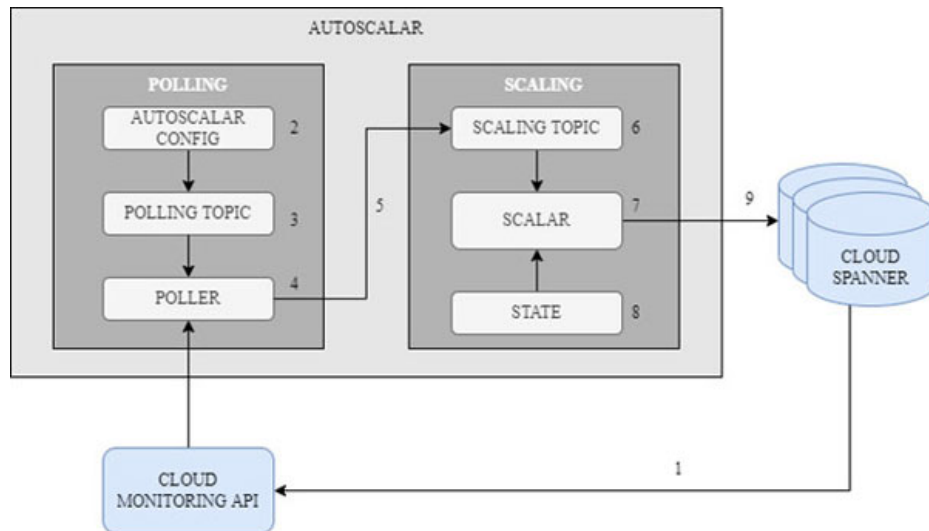 AUTOSCALAR
POLLING
AUTOSCALAR
CONFIG
2
POLLING TOPIC
3
POLLER
4
5
SCALING
SCALING TOPIC
6
SCALAR
7
STATE
8
9
CLOUD
SPANNER
1
CLOUD
MONITORING API